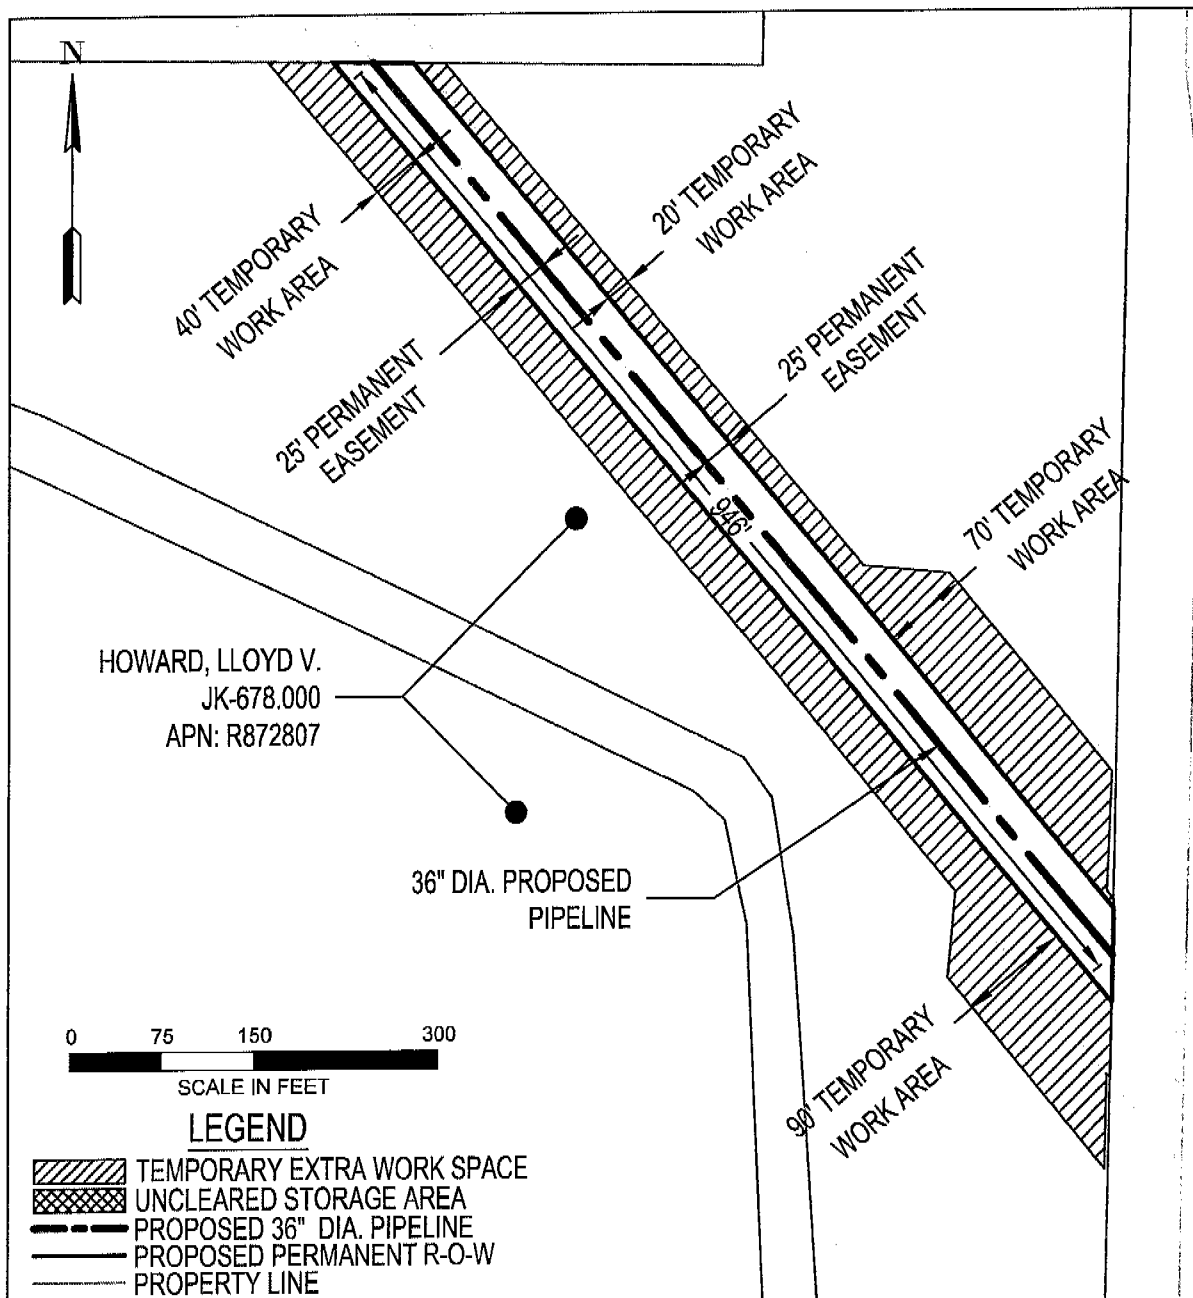 N
20' TEMPORARY
WORK AREA
40' TEMPORARY
WORK AREA
25' PERMANENT
EASEMENT
25' PERMANENT
EASEMENT
70' TEMPORARY
WORK AREA
946'
HOWARD, LLOYD V.
JK-678.000
APN: R872807
36" DIA. PROPOSED
PIPELINE
90' TEMPORARY
WORK AREA
0 75 150 300
SCALE IN FEET
LEGEND
TEMPORARY EXTRA WORK SPACE
UNCLEARED STORAGE AREA
PROPOSED 36" DIA. PIPELINE
PROPOSED PERMANENT R-O-W
PROPERTY LINE